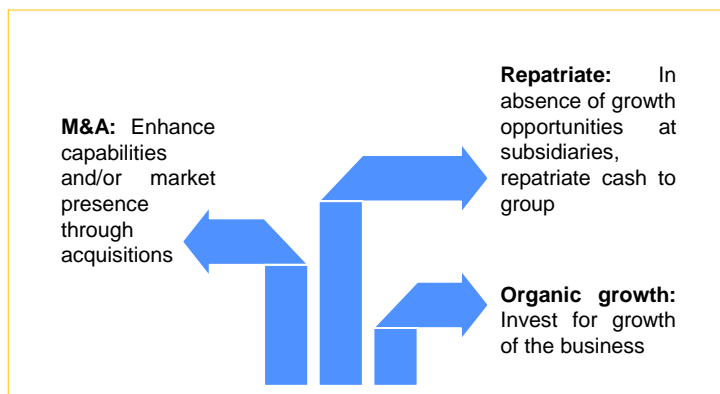 M&A: Enhance
capabilities
and/or market
presence
through
acquisitions
Repatriate: In
absence of growth
opportunities at
subsidiaries,
repatriate cash to
group
Organic growth:
Invest for growth
of the business